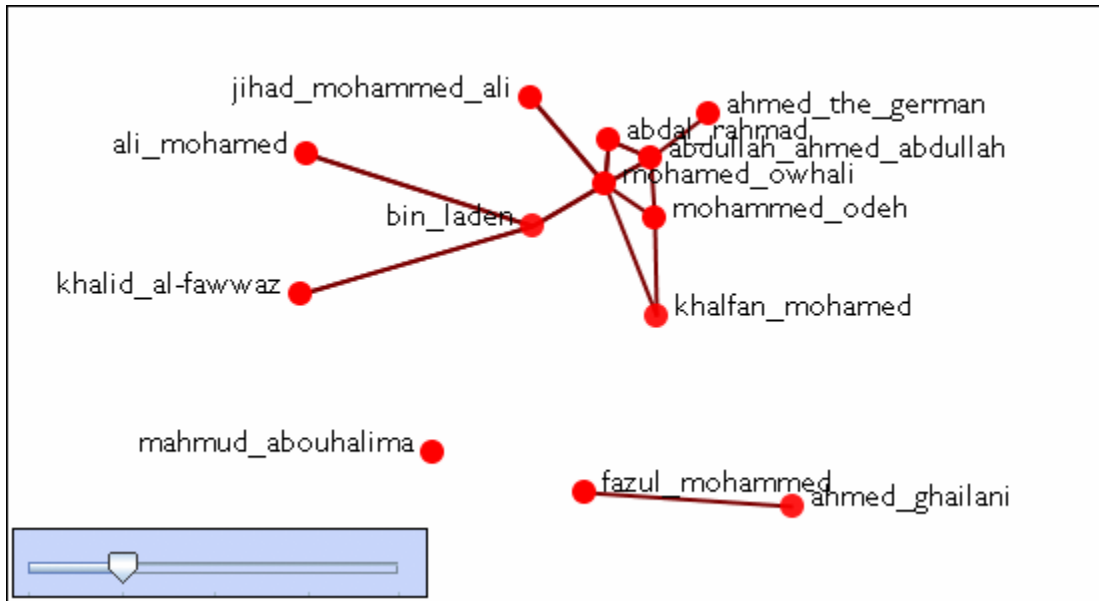 jihad_mohammed_ali
ahmed_the_german
abdal_rahmad
ali_mohamed
abdullah_ahmed_abdullah
mohamed_owhali
bin_laden
mohammed_odeh
khalid_al-fawwaz
khalfan_mohamed
mahmud_abouhalima
fazul_mohammed
ahmed_ghailani